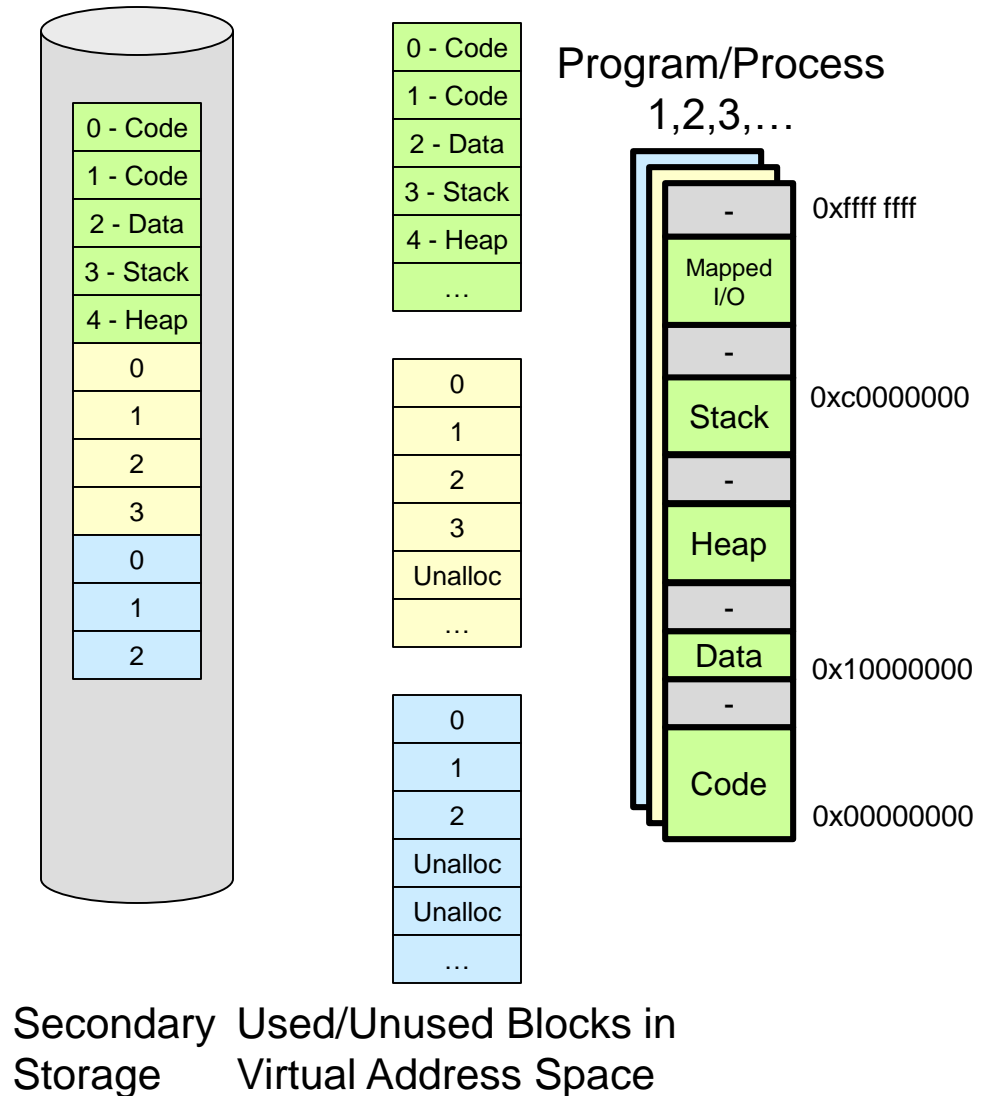 0 - Code
1 - Code
2 - Data
3 - Stack
4 - Heap
0
1
2
3
0
1
2
Secondary
Storage
0 - Code
1 - Code
2 - Data
3 - Stack
4 - Heap
…
0
1
2
3
Unalloc
…
0
1
2
Unalloc
Unalloc
…
Used/Unused Blocks in
Virtual Address Space
Program/Process
1,2,3,…
-
0xffff ffff
Mapped
I/O
-
0xc0000000
Stack
-
Heap
-
Data
0x10000000
-
Code
0x00000000